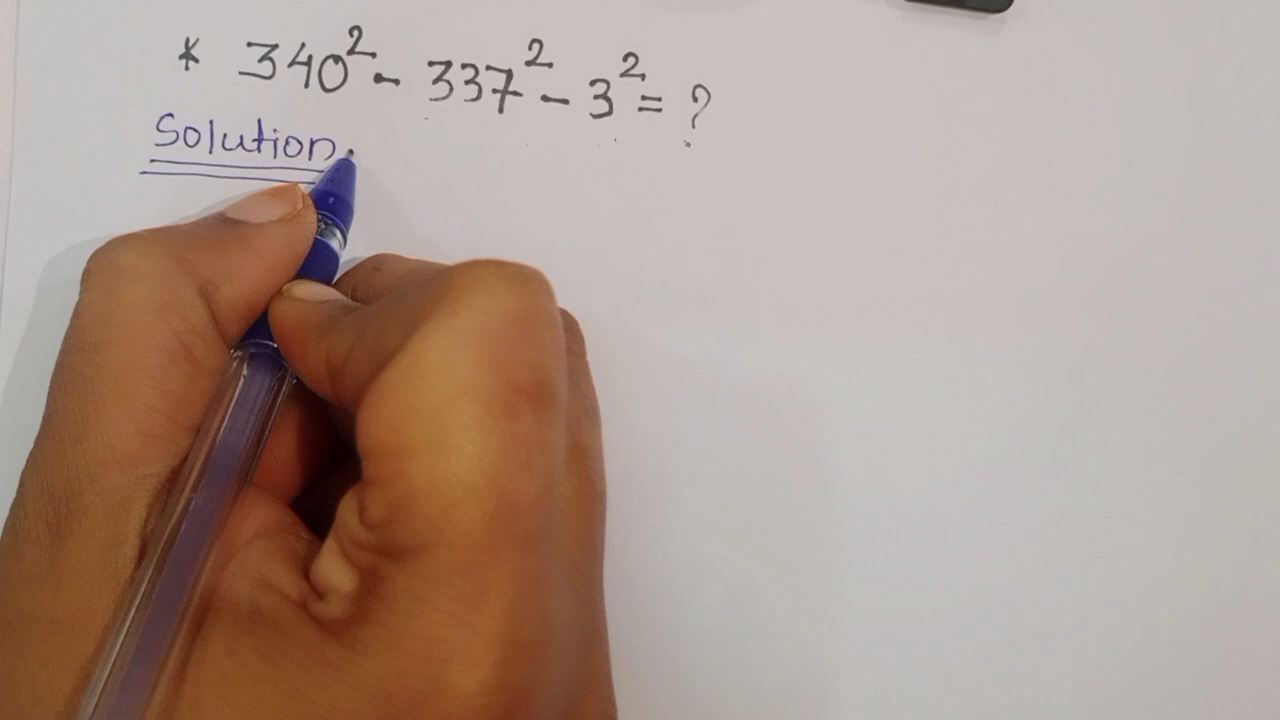 * 340² - 337² - 3² = ?
Solution